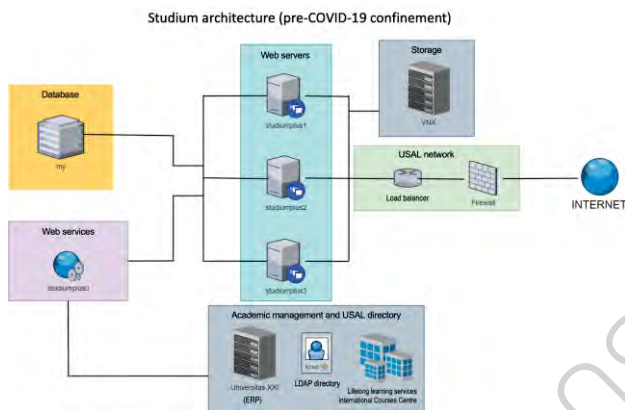 Studium architecture (pre-COVID-19 confinement)
Web servers
Storage
Database
studiumplus1
VNX
my
USAL network
studiumplus2
Load balancer
Firewall
INTERNET
Web services
studiumplus0
studiumplus3
Academic management and USAL directory
Universitas XXI
(ERP)
LDAP directory
Lifelong learning services
International Courses Centre